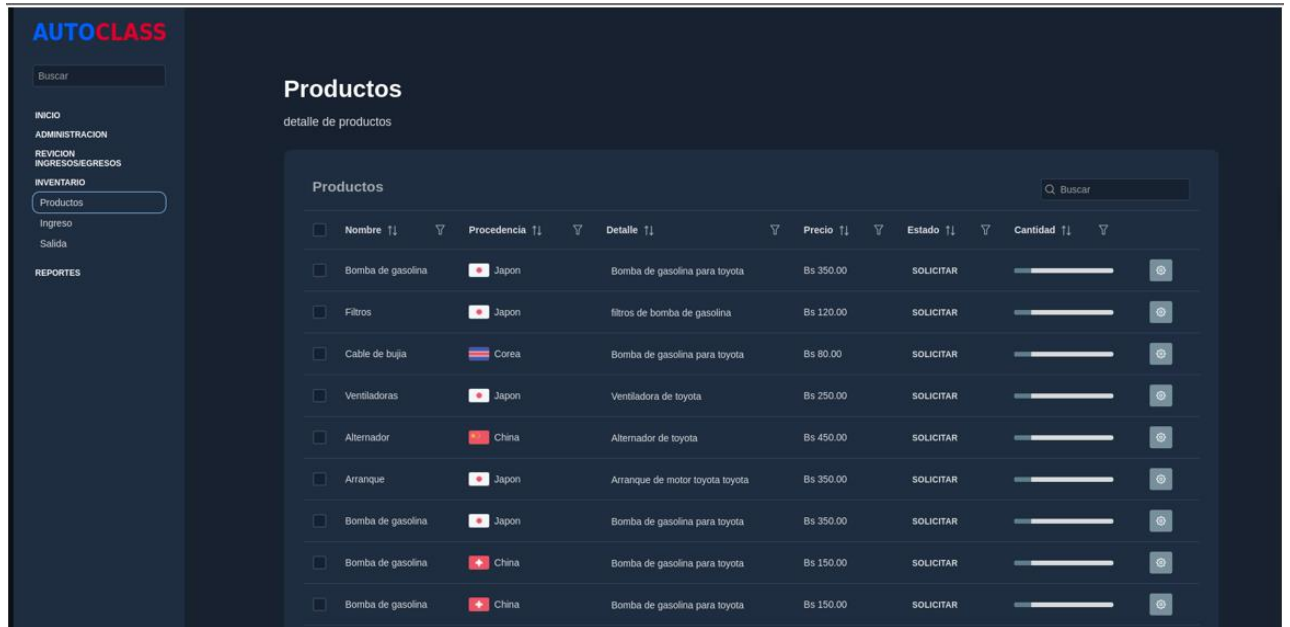 AUTOCLASS
Buscar
INICIO
ADMINISTRACION
REVICION
INGRESOS/EGRESOS
INVENTARIO
Productos
Ingreso
Salida
REPORTES
Productos
detalle de productos
Productos
Buscar
Nombre Procedencia Detalle Precio Estado Cantidad
Bomba de gasolina Japon Bomba de gasolina para toyota Bs 350.00 SOLICITAR
Filtros Japon filtros de bomba de gasolina Bs 120.00 SOLICITAR
Cable de bujia Corea Bomba de gasolina para toyota Bs 80.00 SOLICITAR
Ventiladoras Japon Ventiladora de toyota Bs 250.00 SOLICITAR
Alternador China Alternador de toyota Bs 450.00 SOLICITAR
Arranque Japon Arranque de motor toyota toyota Bs 350.00 SOLICITAR
Bomba de gasolina Japon Bomba de gasolina para toyota Bs 350.00 SOLICITAR
Bomba de gasolina China Bomba de gasolina para toyota Bs 150.00 SOLICITAR
Bomba de gasolina China Bomba de gasolina para toyota Bs 150.00 SOLICITAR